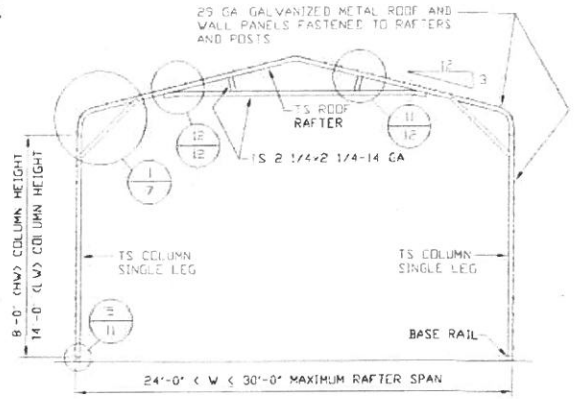 29 GA GALVANIZED METAL ROOF AND
WALL PANELS FASTENED TO RAFTERS
AND POSTS
12
3
TS ROOF
RAFTER
12
12
11
12
TS 2 1/4x2 1/4-14 GA
1
7
8'-0" (HW) COLUMN HEIGHT
14'-0" (LW) COLUMN HEIGHT
TS COLUMN
SINGLE LEG
TS COLUMN
SINGLE LEG
11
BASE RAIL
24'-0" < W ≤ 30'-0" MAXIMUM RAFTER SPAN